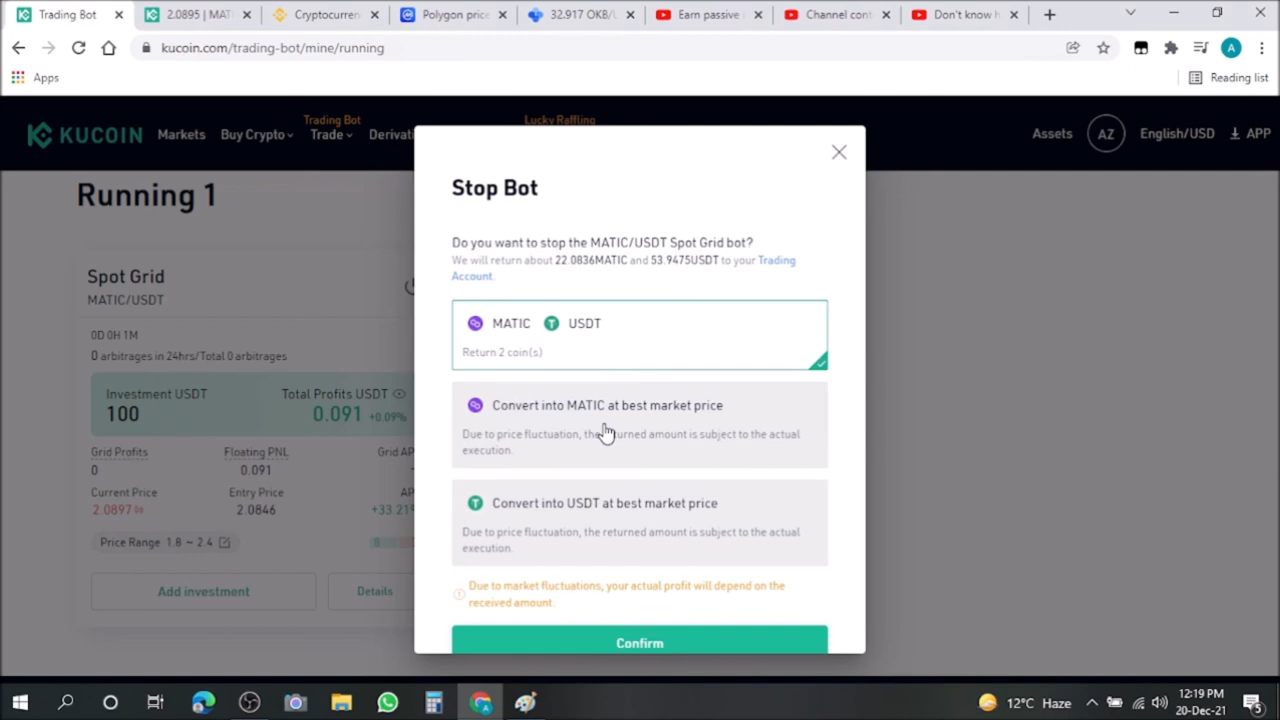 Trading Bot
2.0895 | MAT
Cryptocurren
Polygon price
32.917 OKB/U
Earn passive i
Channel cont
Don't know h
kucoin.com/trading-bot/mine/running
A
Apps
Reading list
KUCOIN
Markets
Buy Crypto
Trading Bot
Trade
Derivati
Lucky Raffling
Assets
AZ
English/USD
APP
Running 1
Spot Grid
MATIC/USDT
0D 0H 1M
0 arbitrages in 24hrs/Total 0 arbitrages
Investment USDT
Total Profits USDT
100
0.091 +0.09%
Grid Profits
Floating PNL
Grid AP
0
0.091
Current Price
Entry Price
AP
2.0897
2.0846
+33.21%
Price Range 1.8 ~ 2.4
Add investment
Details
Stop Bot
Do you want to stop the MATIC/USDT Spot Grid bot?
We will return about 22.0836MATIC and 53.9475USDT to your Trading
Account.
MATIC USDT
Return 2 coin(s)
Convert into MATIC at best market price
Due to price fluctuation, the returned amount is subject to the actual
execution.
Convert into USDT at best market price
Due to price fluctuation, the returned amount is subject to the actual
execution.
Due to market fluctuations, your actual profit will depend on the
received amount.
Confirm
12°C Haze
12:19 PM
20-Dec-21
5